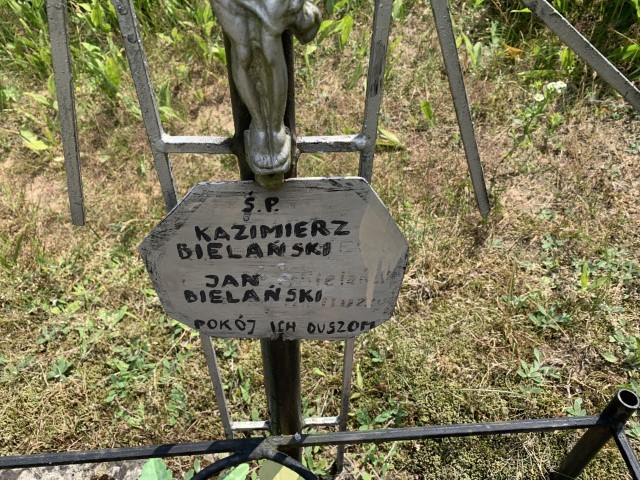 Ś.P.
KAZIMIERZ
BIELAŃSKI
JAN
BIELAŃSKI
POKÓJ ICH DUSZOM